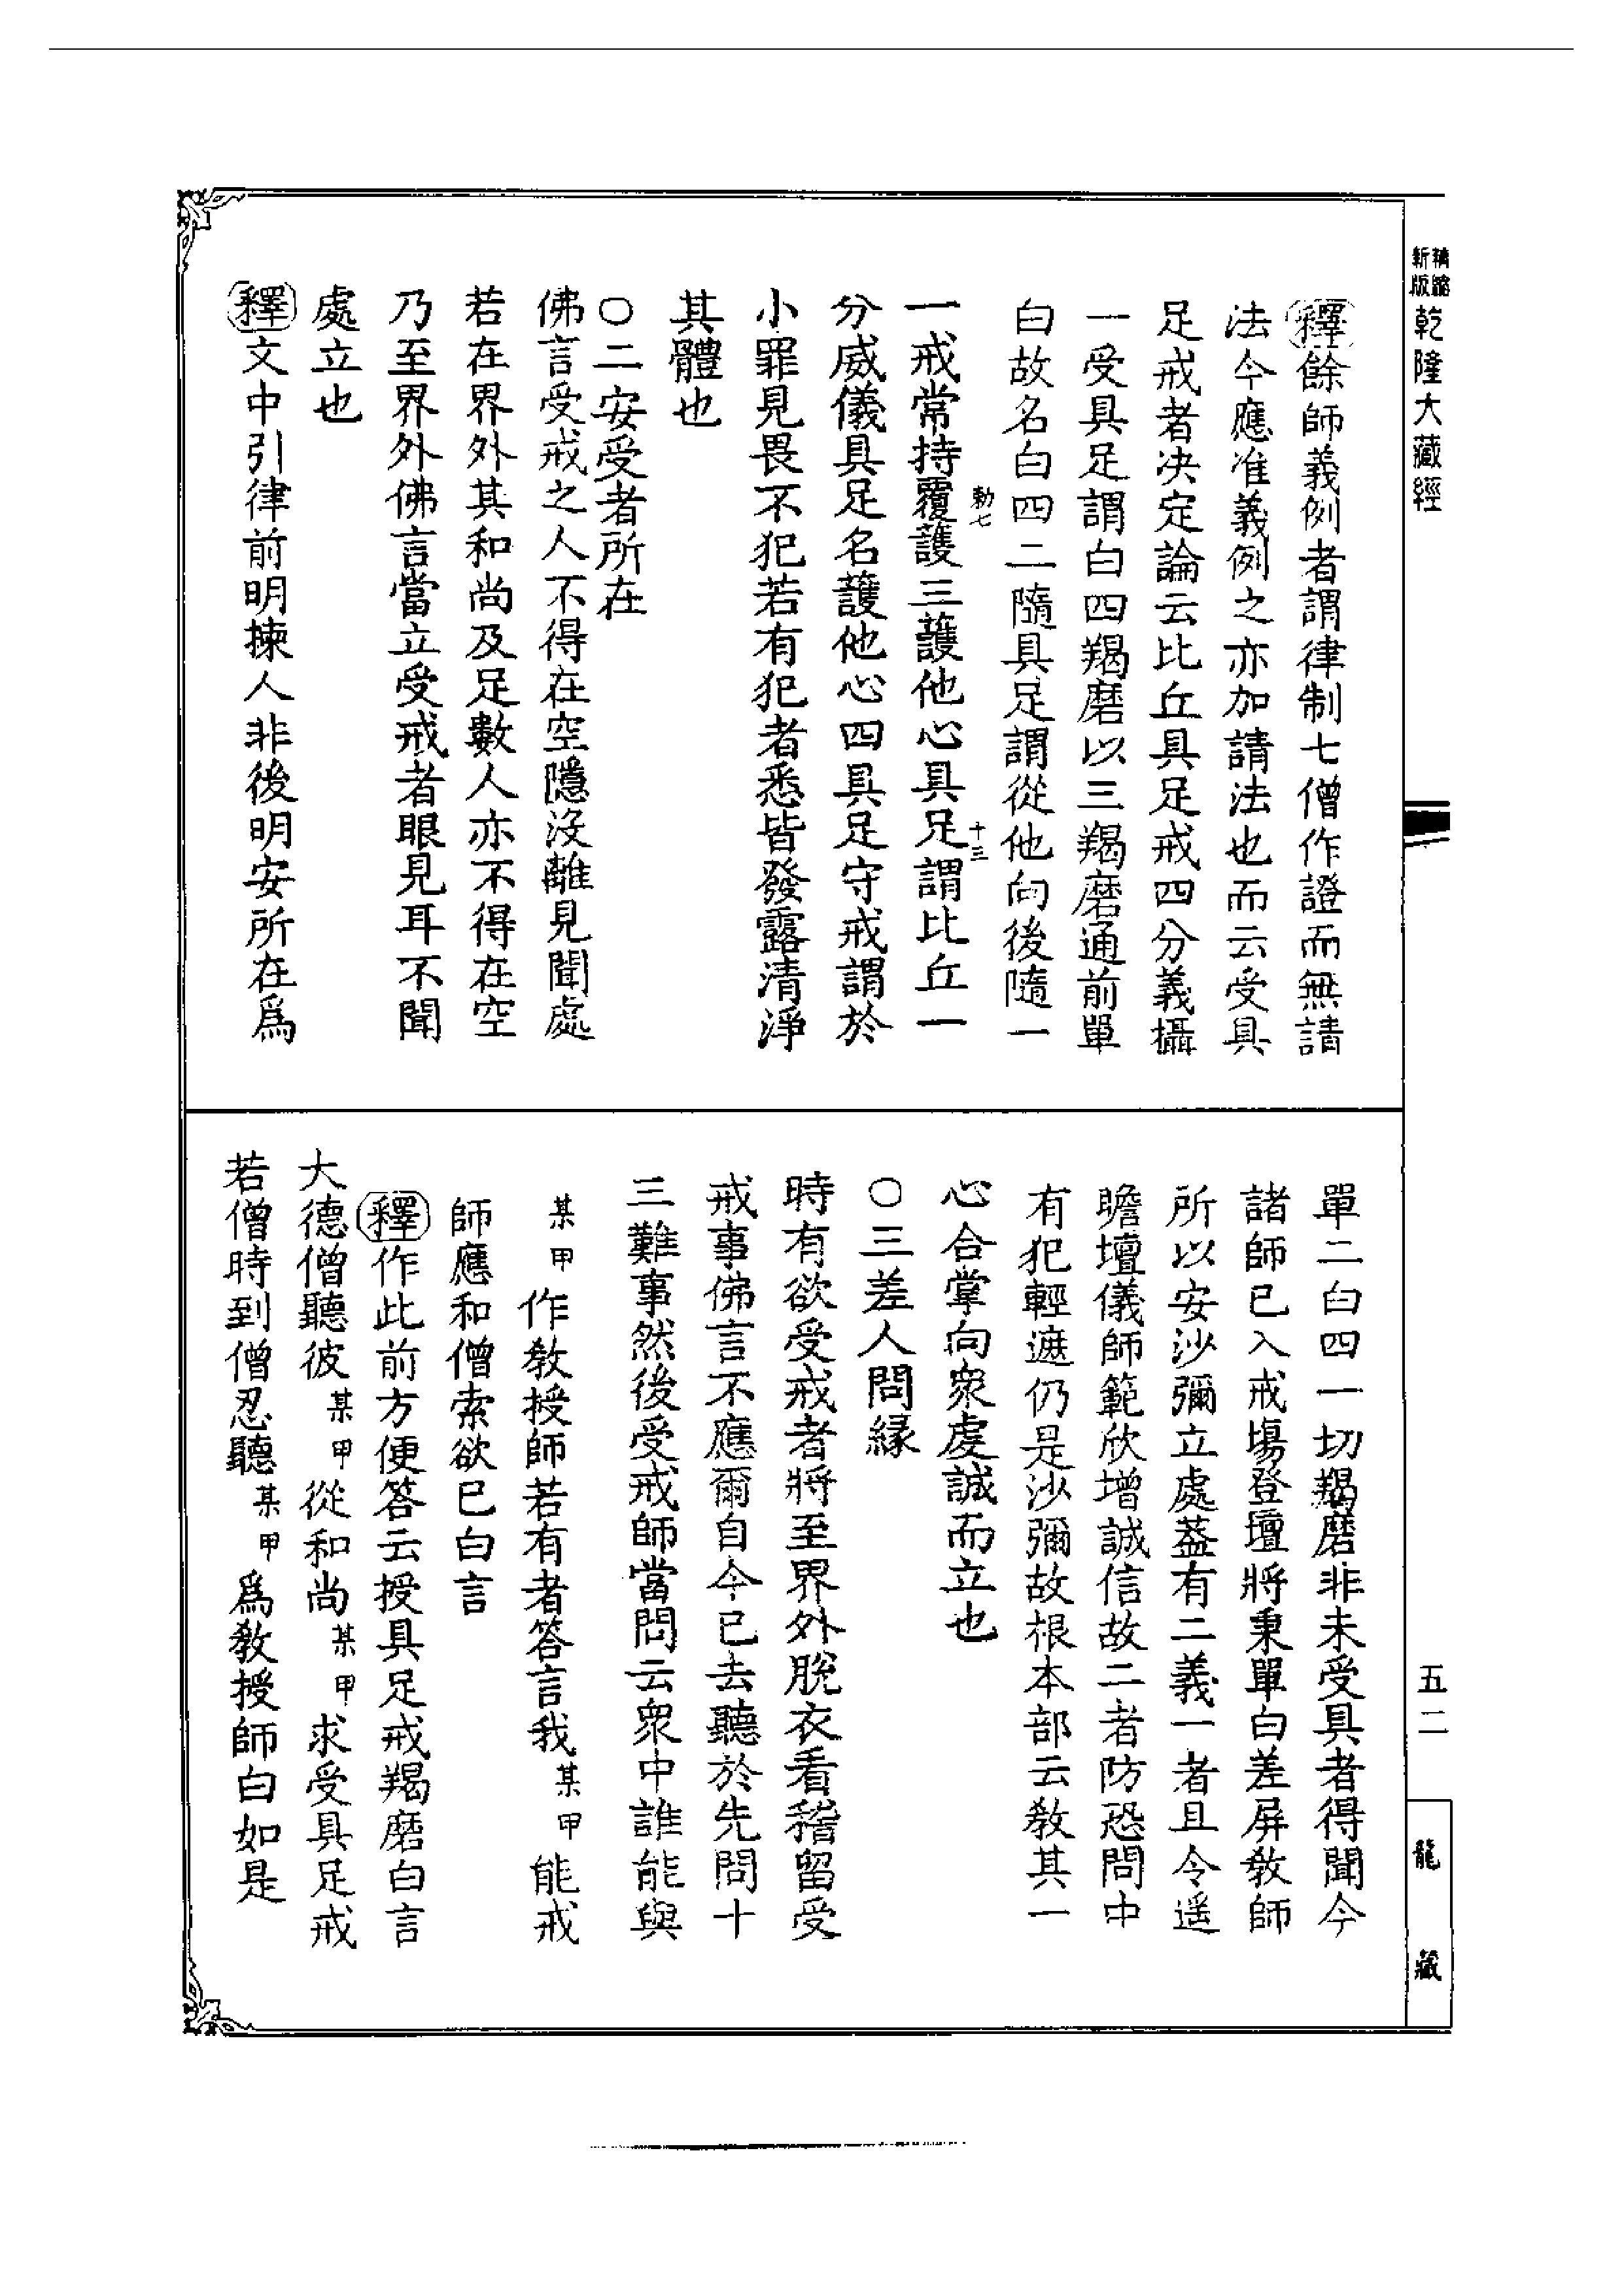 新版精縮乾隆大藏經
釋餘師義例者謂律制七僧作證而無請
法今應准義例之亦加請法也而云受具
足戒者决定論云比丘具足戒四分義攝
一受具足謂白四羯磨以三羯磨通前單
白故名白四二隨具足謂從他向後隨一
勅七
十三
一戒常持覆護三護他心具足謂比丘一
分威儀具足名護他心四具足守戒謂於
小罪見畏不犯若有犯者悉皆發露清淨
其體也
○二安受者所在
佛言受戒之人不得在空隱没離見聞處
若在界外其和尚及足數人亦不得在空
乃至界外佛言當立受戒者眼見耳不聞
處立也
釋文中引律前明揀人非後明安所在爲
單二白四一切羯磨非未受具者得聞今
諸師已入戒場登壇將秉單白差屏教師
所以安沙彌立處葢有二義一者且令遥
瞻壇儀師範欣增誠信故二者防恐問中
有犯輕遮仍是沙彌故根本部云教其一
心合掌向衆虔誠而立也
○三差人問緣
時有欲受戒者將至界外脫衣看稽留受
戒事佛言不應爾自今已去聽於先問十
三難事然後受戒師當問云衆中誰能與
某甲作教授師若有者答言我某甲能戒
師應和僧索欲已白言
釋作此前方便答云授具足戒羯磨白言
大德僧聽彼某甲從和尚某甲求受具足戒
若僧時到僧忍聽某甲爲教授師白如是
五二
龍藏